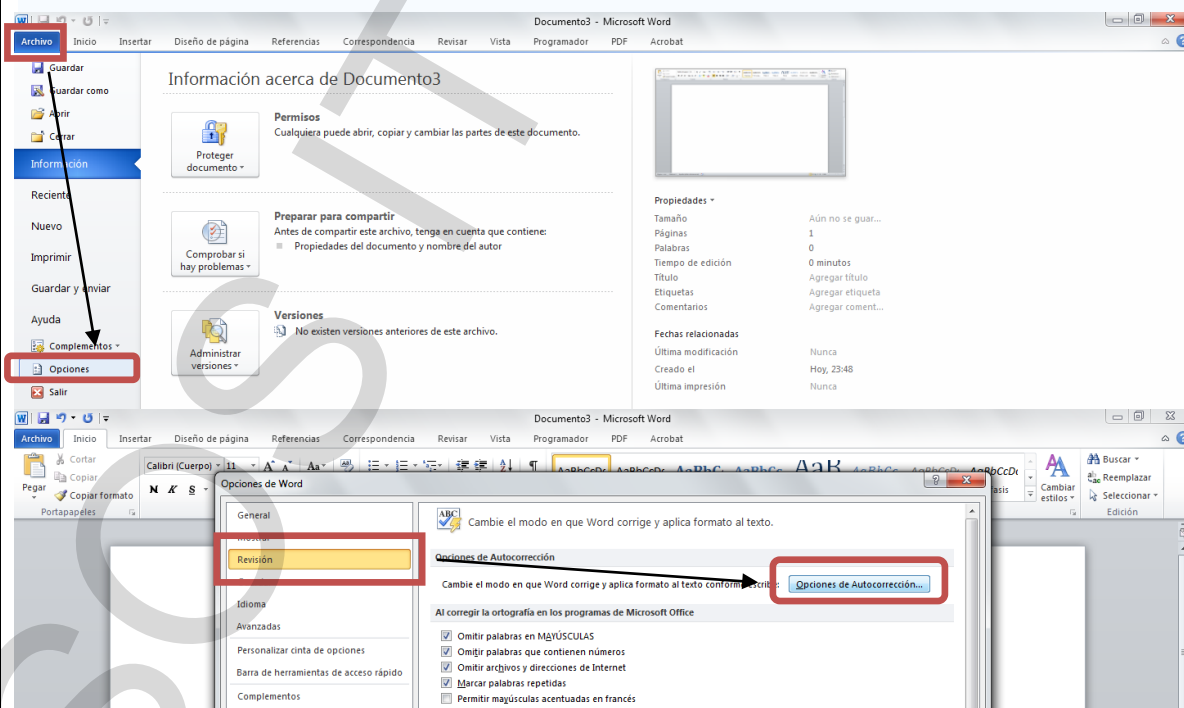 Documento3 - Microsoft Word
Archivo Inicio Insertar Diseño de página Referencias Correspondencia Revisar Vista Programador PDF Acrobat
Guardar
Guardar como
Abrir
Cerrar
Información
Reciente
Nuevo
Imprimir
Guardar y enviar
Ayuda
Complementos
Opciones
Salir
Información acerca de Documento3
Proteger
documento
Permisos
Cualquiera puede abrir, copiar y cambiar las partes de este documento.
Comprobar si
hay problemas
Preparar para compartir
Antes de compartir este archivo, tenga en cuenta que contiene:
Propiedades del documento y nombre del autor
Administrar
versiones
Versiones
No existen versiones anteriores de este archivo.
Propiedades
Tamaño Aún no se guar...
Páginas 1
Palabras 0
Tiempo de edición 0 minutos
Título Agregar título
Etiquetas Agregar etiqueta
Comentarios Agregar coment...
Fechas relacionadas
Última modificación Nunca
Creado el Hoy, 23:48
Última impresión Nunca
Documento3 - Microsoft Word
Archivo Inicio Insertar Diseño de página Referencias Correspondencia Revisar Vista Programador PDF Acrobat
Pegar
Cortar
Copiar
Copiar formato
Portapapeles
Calibri (Cuerpo) 11
N K S
Cambiar
estilos
Buscar
Reemplazar
Seleccionar
Edición
Opciones de Word
General
Mostrar
Revisión
Idioma
Avanzadas
Personalizar cinta de opciones
Barra de herramientas de acceso rápido
Complementos
Cambie el modo en que Word corrige y aplica formato al texto.
Opciones de Autocorrección
Cambie el modo en que Word corrige y aplica formato al texto conforme escribe:
Opciones de Autocorrección...
Al corregir la ortografía en los programas de Microsoft Office
Omitir palabras en MAYÚSCULAS
Omitir palabras que contienen números
Omitir archivos y direcciones de Internet
Marcar palabras repetidas
Permitir mayúsculas acentuadas en francés